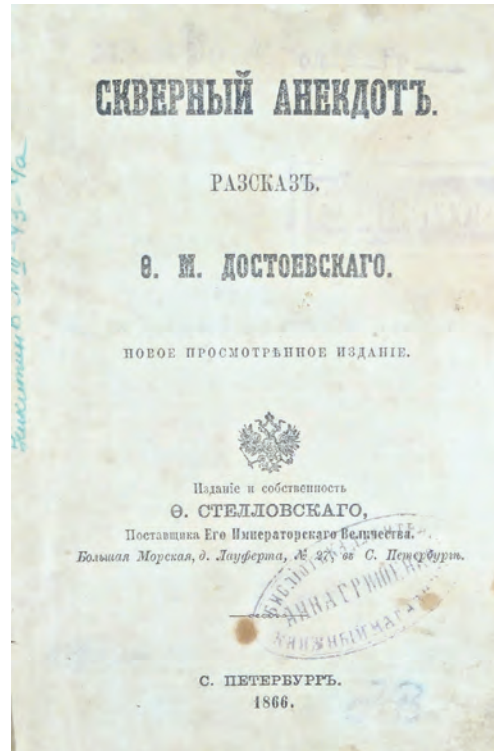 СКВЕРНЫЙ АНЕКДОТЪ.
РАЗСКАЗЪ.
Ѳ. М. ДОСТОЕВСКАГО.
НОВОЕ ПРОСМОТРѢННОЕ ИЗДАНІЕ.
Изданіе и собственность
Ѳ. СТЕЛЛОВСКАГО,
Поставщика Его Императорскаго Величества.
Большая Морская, д. Лауферта, № 27, въ С. Петербургѣ.
КНИЖНЫЙ
С. ПЕТЕРБУРГЪ.
1866.